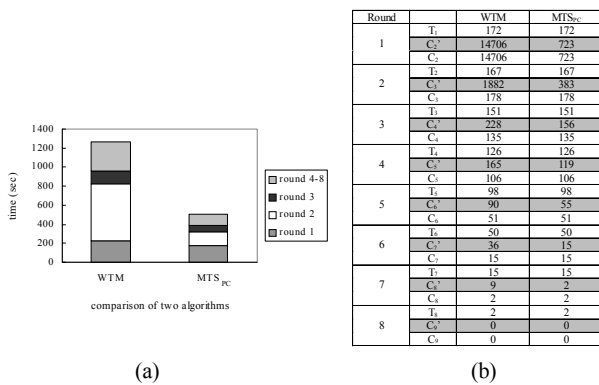 1400
1200
1000
800
600
400
200
0
time (sec)
WTM
MTS PC
comparison of two algorithms
round 4-8
round 3
round 2
round 1
(a)
Round WTM MTSPC
1
T1 172 172
C2' 14706 723
C2 14706 723
2
T2 167 167
C3' 1882 383
C3 178 178
3
T3 151 151
C4' 228 156
C4 135 135
4
T4 126 126
C5' 165 119
C5 106 106
5
T5 98 98
C6' 90 55
C6 51 51
6
T6 50 50
C7' 36 15
C7 15 15
7
T7 15 15
C8' 9 2
C8 2 2
8
T8 2 2
C9' 0 0
C9 0 0
(b)